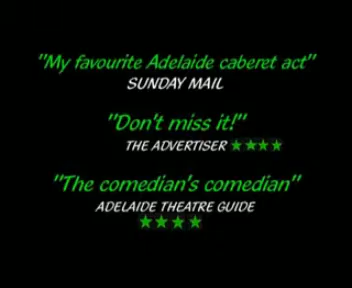 "My favourite Adelaide caberet act"
SUNDAY MAIL
"Don't miss it!"
THE ADVERTISER ★★★★
"The comedian's comedian"
ADELAIDE THEATRE GUIDE
★★★★